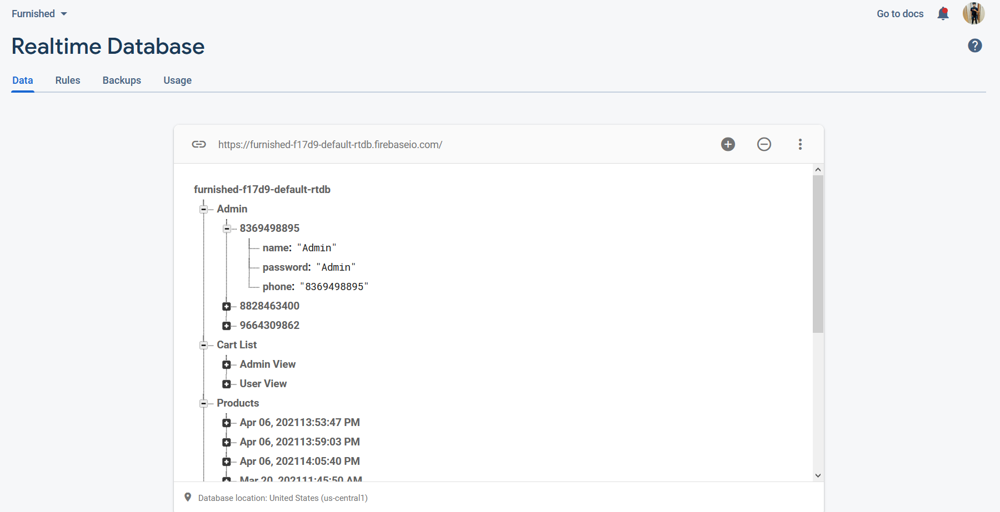 Furnished
Go to docs
Realtime Database
?
Data Rules Backups Usage
https://furnished-f17d9-default-rtdb.firebaseio.com/
furnished-f17d9-default-rtdb
Admin
8369498895
name: "Admin"
password: "Admin"
phone: "8369498895"
8828463400
9664309862
Cart List
Admin View
User View
Products
Apr 06, 202113:53:47 PM
Apr 06, 202113:59:03 PM
Apr 06, 202114:05:40 PM
Mar 20, 202111:45:50 AM
Database location: United States (us-central1)